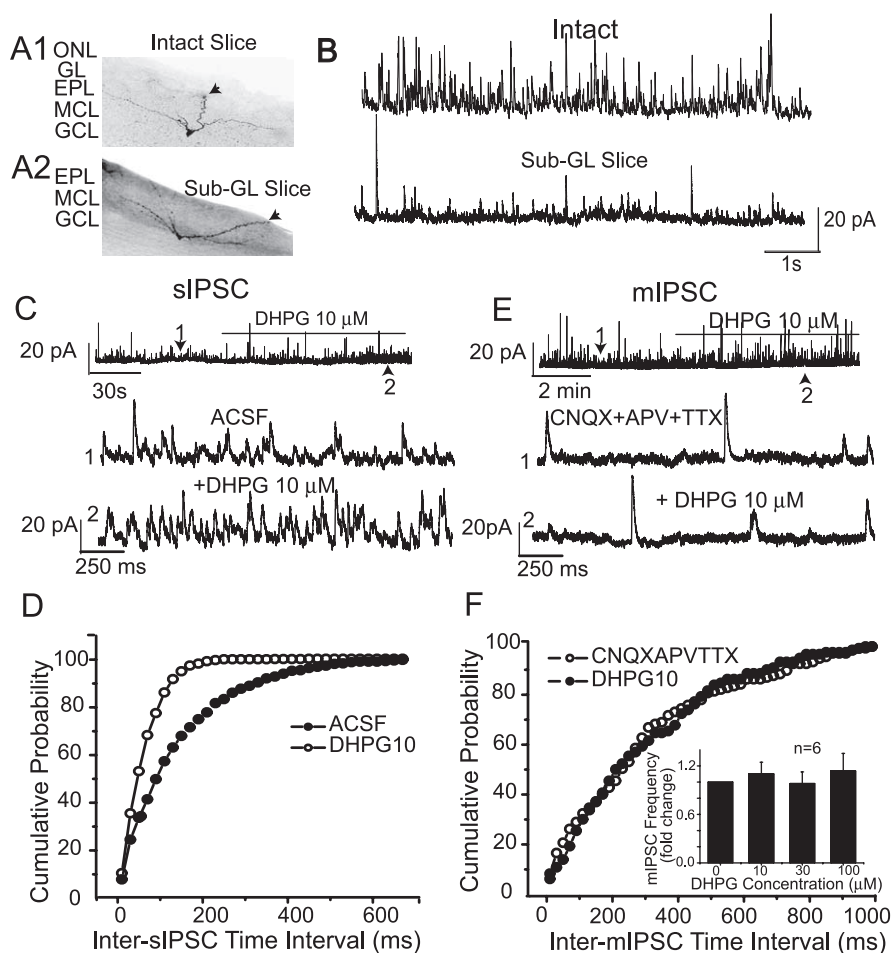 A1
Intact Slice
ONL
GL
EPL
MCL
GCL
A2
Sub-GL Slice
EPL
MCL
GCL
B
Intact
Sub-GL Slice
20 pA
1s
C
sIPSC
1
DHPG 10 µM
20 pA
30s
2
ACSF
1
+DHPG 10 µM
20 pA
2
250 ms
E
mIPSC
1
DHPG 10 µM
20 pA
2 min
2
CNQX+APV+TTX
1
+ DHPG 10 µM
20pA
2
250 ms
D
Cumulative Probability
100
80
60
40
20
0
ACSF
DHPG10
0 200 400 600
Inter-sIPSC Time Interval (ms)
F
Cumulative Probability
100
80
60
40
20
0
CNQXAPVTTX
DHPG10
n=6
mIPSC Frequency
(fold change)
1.2
0.6
0.0
0 10 30 100
DHPG Concentration (µM)
0 200 400 600 800 1000
Inter-mIPSC Time Interval (ms)